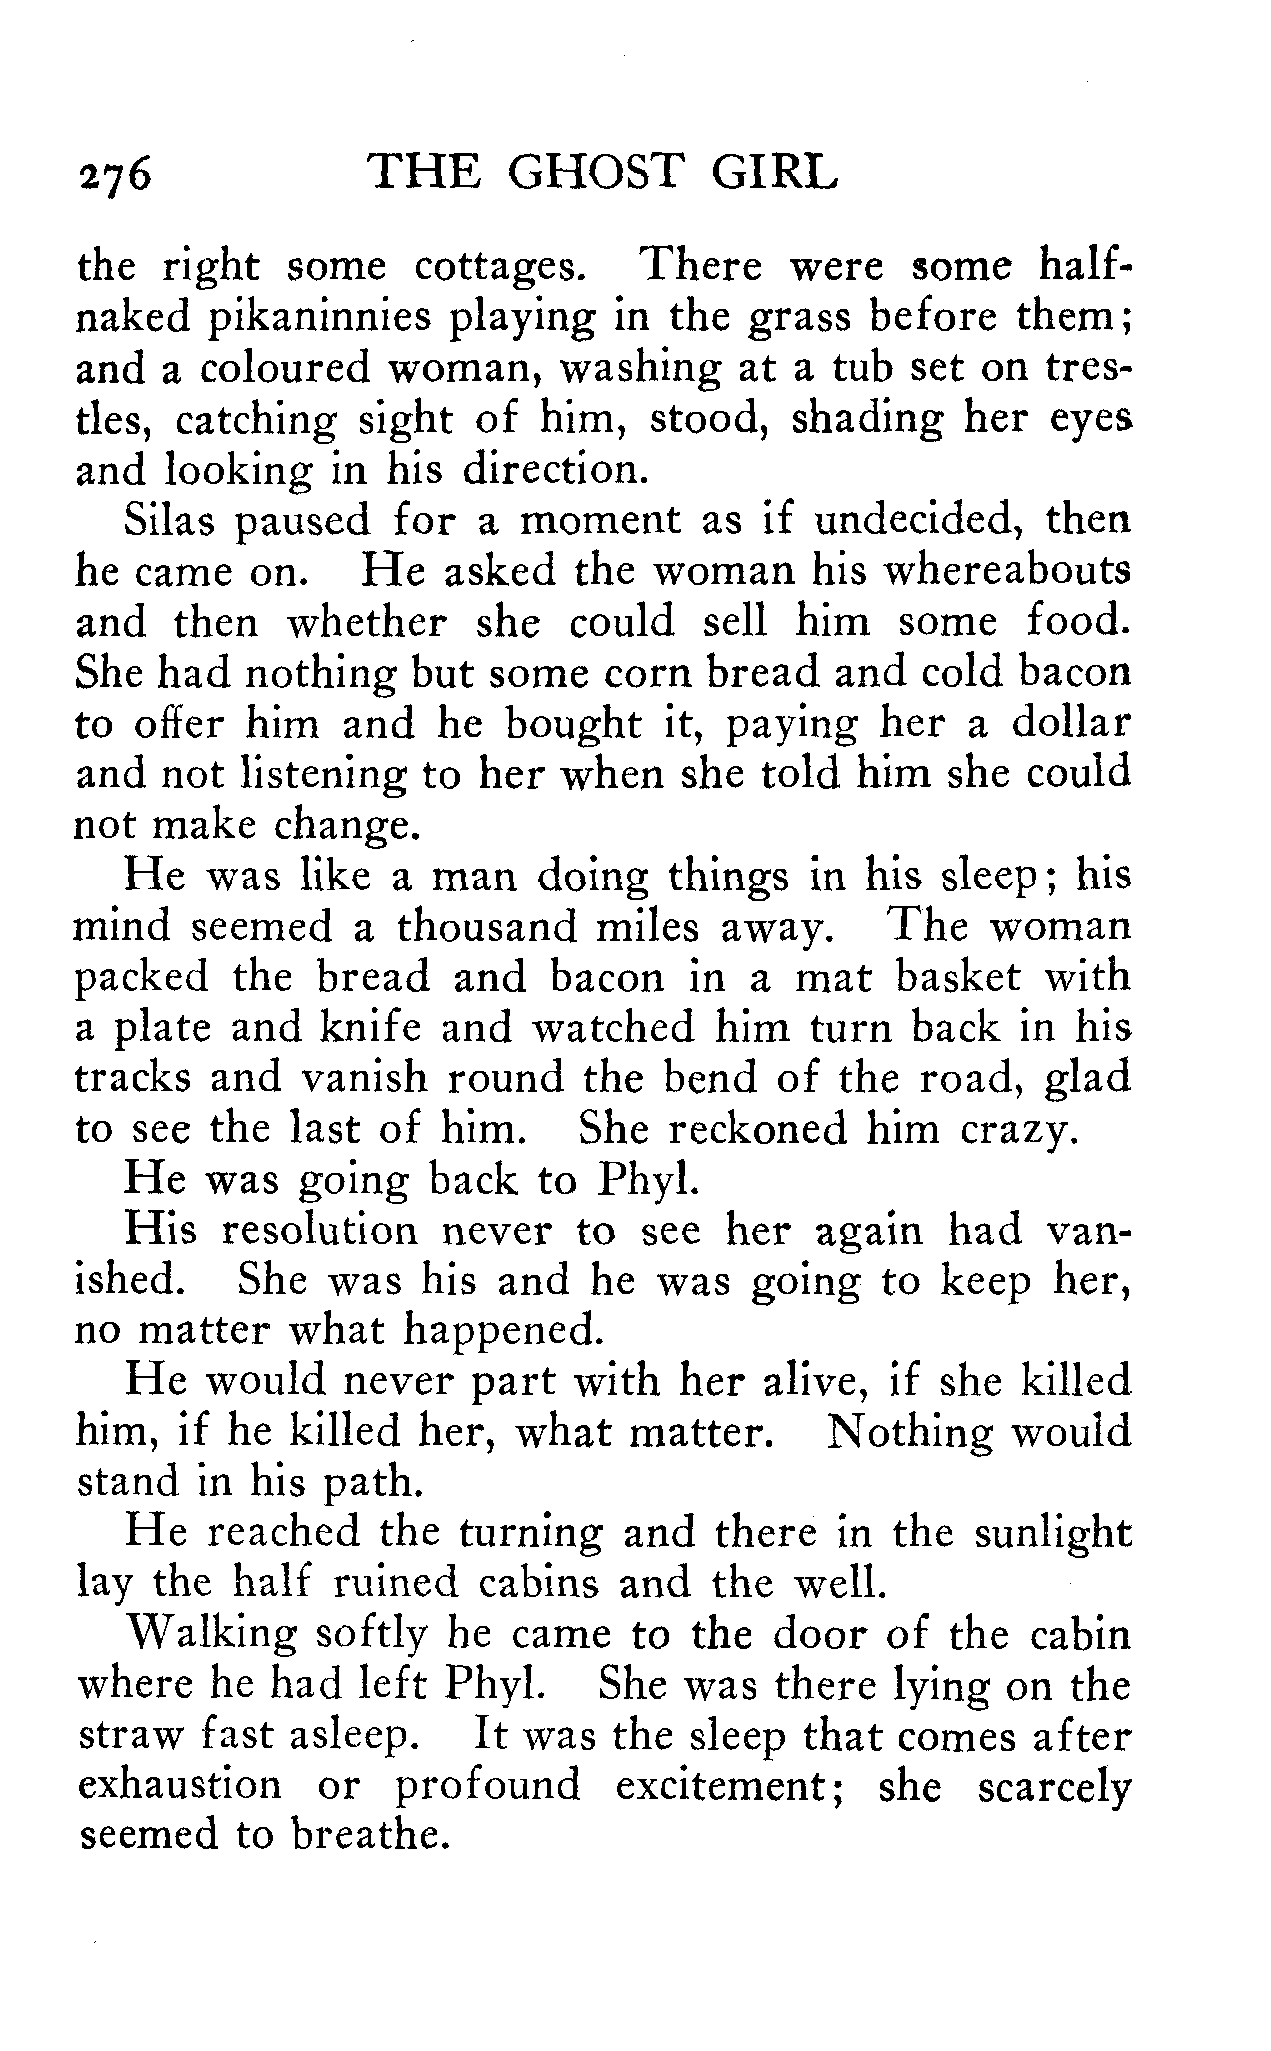 276 THE GHOST GIRL
the right some cottages. There were some half-
naked pikaninnies playing in the grass before them;
and a coloured woman, washing at a tub set on tres-
tles, catching sight of him, stood, shading her eyes
and looking in his direction.
Silas paused for a moment as if undecided, then
he came on. He asked the woman his whereabouts
and then whether she could sell him some food.
She had nothing but some corn bread and cold bacon
to offer him and he bought it, paying her a dollar
and not listening to her when she told him she could
not make change.
He was like a man doing things in his sleep; his
mind seemed a thousand miles away. The woman
packed the bread and bacon in a mat basket with
a plate and knife and watched him turn back in his
tracks and vanish round the bend of the road, glad
to see the last of him. She reckoned him crazy.
He was going back to Phyl.
His resolution never to see her again had van-
ished. She was his and he was going to keep her,
no matter what happened.
He would never part with her alive, if she killed
him, if he killed her, what matter. Nothing would
stand in his path.
He reached the turning and there in the sunlight
lay the half ruined cabins and the well.
Walking softly he came to the door of the cabin
where he had left Phyl. She was there lying on the
straw fast asleep. It was the sleep that comes after
exhaustion or profound excitement; she scarcely
seemed to breathe.